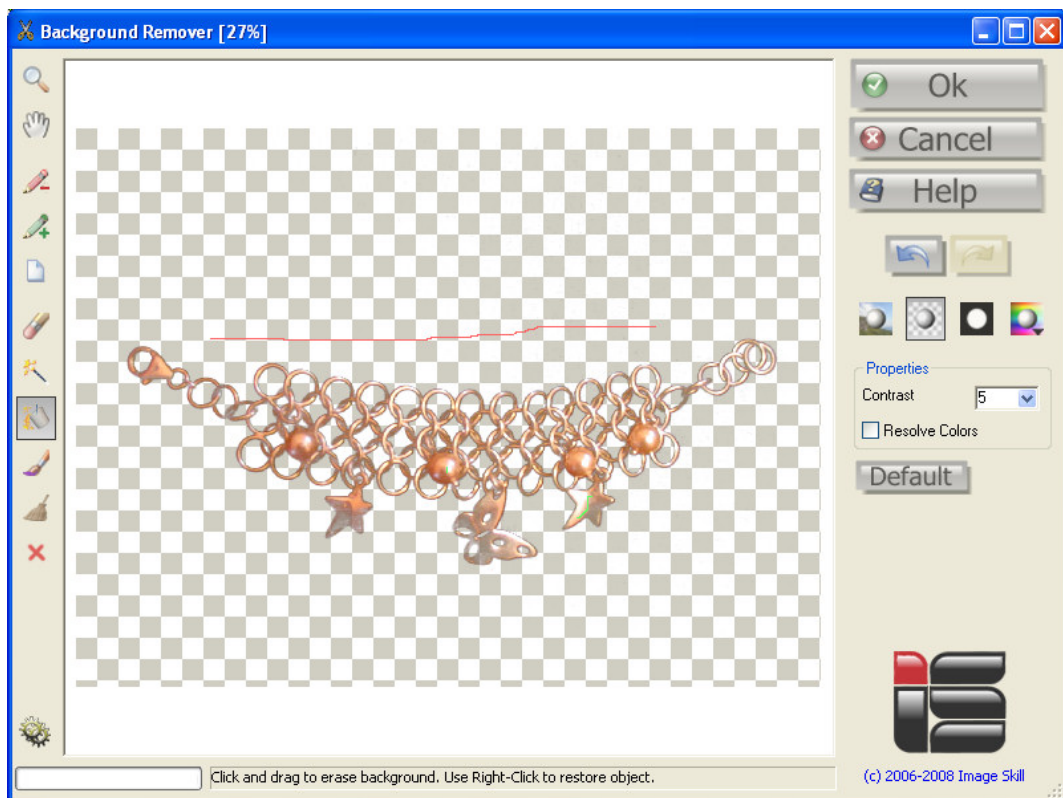 Background Remover [27%]
Ok
Cancel
Help
Properties
Contrast
5
Resolve Colors
Default
Click and drag to erase background. Use Right-Click to restore object.
(c) 2006-2008 Image Skill